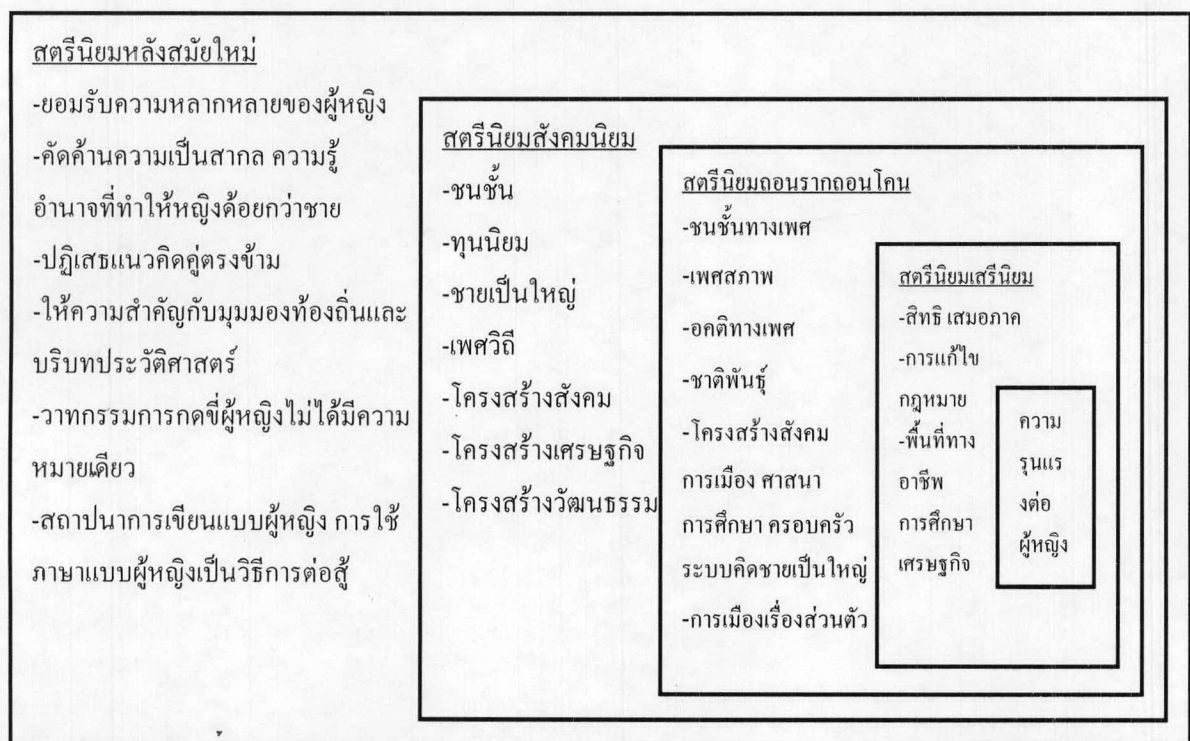 สตรีนิยมหลังสมัยใหม่
-ยอมรับความหลากหลายของผู้หญิง
-คัดค้านความเป็นสากล ความรู้
อำนาจที่ทำให้หญิงด้อยกว่าชาย
-ปฏิเสธแนวคิดคู่ตรงข้าม
-ให้ความสำคัญกับมุมมองท้องถิ่นและ
บริบทประวัติศาสตร์
-วาทกรรมการกดขี่ผู้หญิงไม่ได้มีความ
หมายเดียว
-สถาปนาการเขียนแบบผู้หญิง การใช้
ภาษาแบบผู้หญิงเป็นวิธีการต่อสู้
สตรีนิยมสังคมนิยม
-ชนชั้น
-ทุนนิยม
-ชายเป็นใหญ่
-เพศวิถี
-โครงสร้างสังคม
-โครงสร้างเศรษฐกิจ
-โครงสร้างวัฒนธรรม
สตรีนิยมถอนรากถอนโคน
-ชนชั้นทางเพศ
-เพศสภาพ
-อคติทางเพศ
-ชาติพันธุ์
-โครงสร้างสังคม
การเมือง ศาสนา
การศึกษา ครอบครัว
ระบบคิดชายเป็นใหญ่
-การเมืองเรื่องส่วนตัว
สตรีนิยมเสรีนิยม
-สิทธิ เสมอภาค
-การแก้ไข
กฎหมาย
-พื้นที่ทาง
อาชีพ
การศึกษา
เศรษฐกิจ
ความ
รุนแร
งต่อ
ผู้หญิง